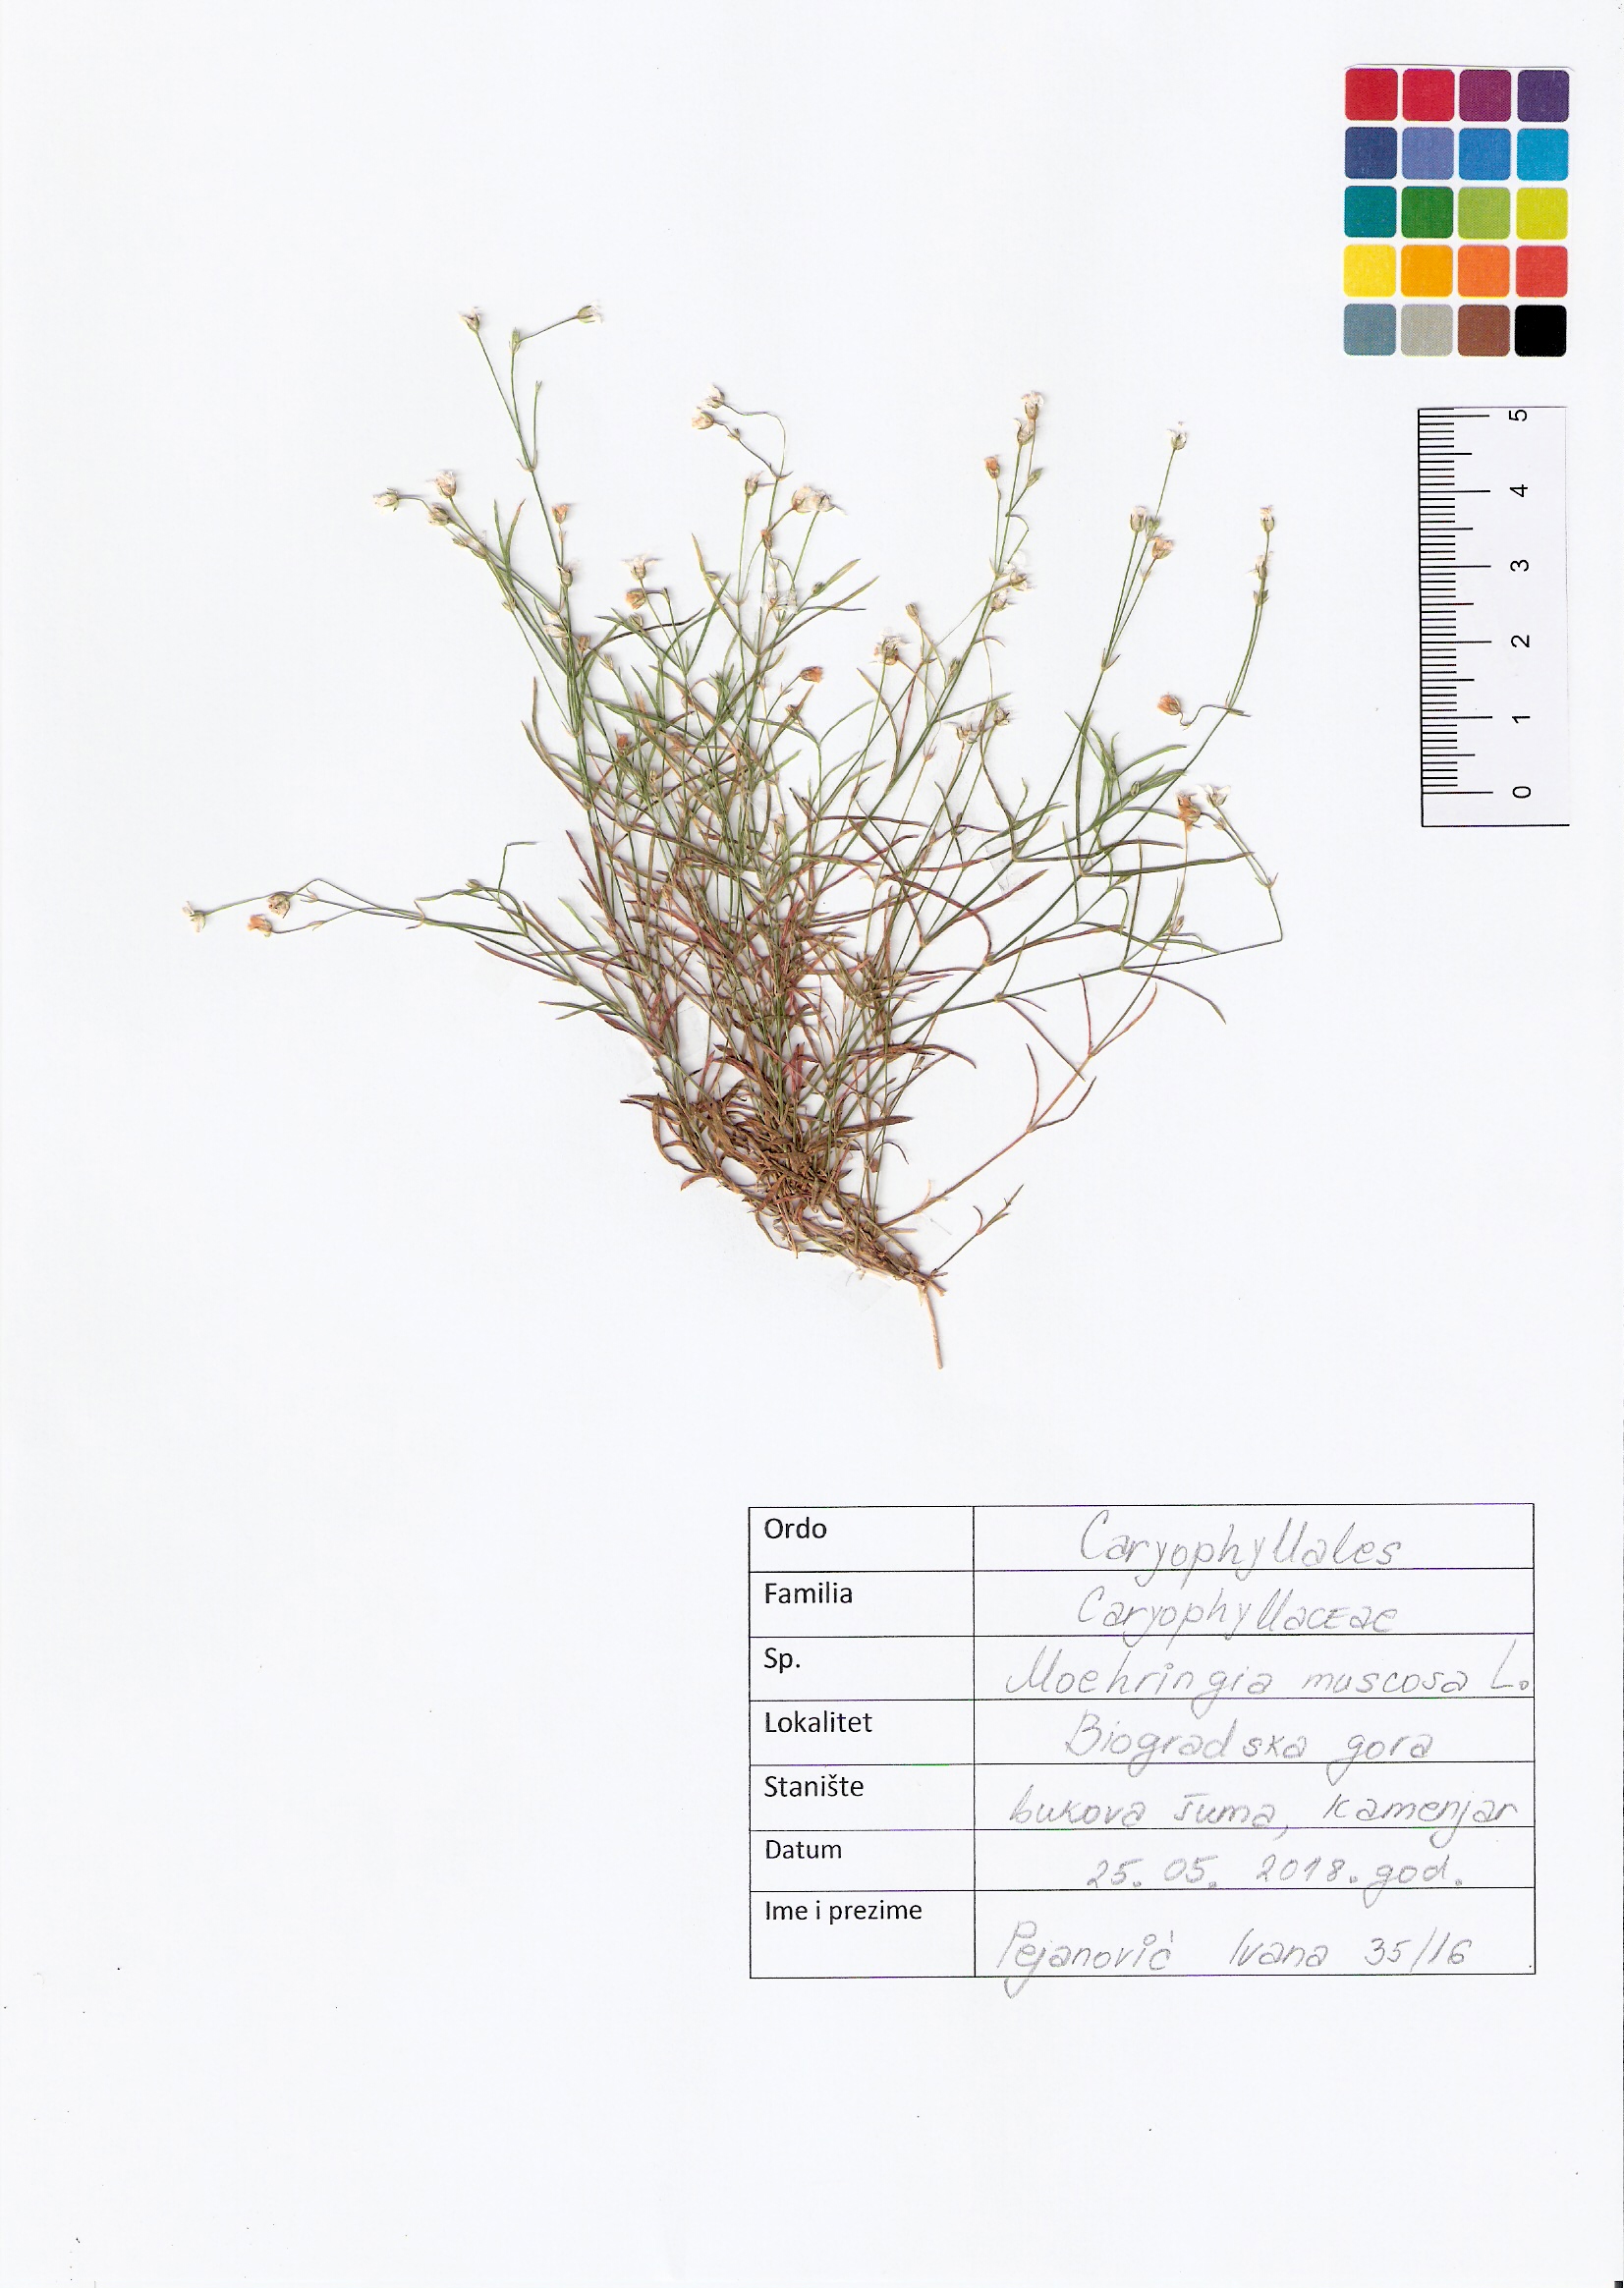 5
4
3
2
1
0
Ordo Caryophyllales
Familia Caryophyllaceae
Sp. Moehringia muscosa L.
Lokalitet Biogradska gora
Stanište bukova šuma, kamenjar
Datum 25. 05. 2018. god.
Ime i prezime Pejanović Ivana 35/16